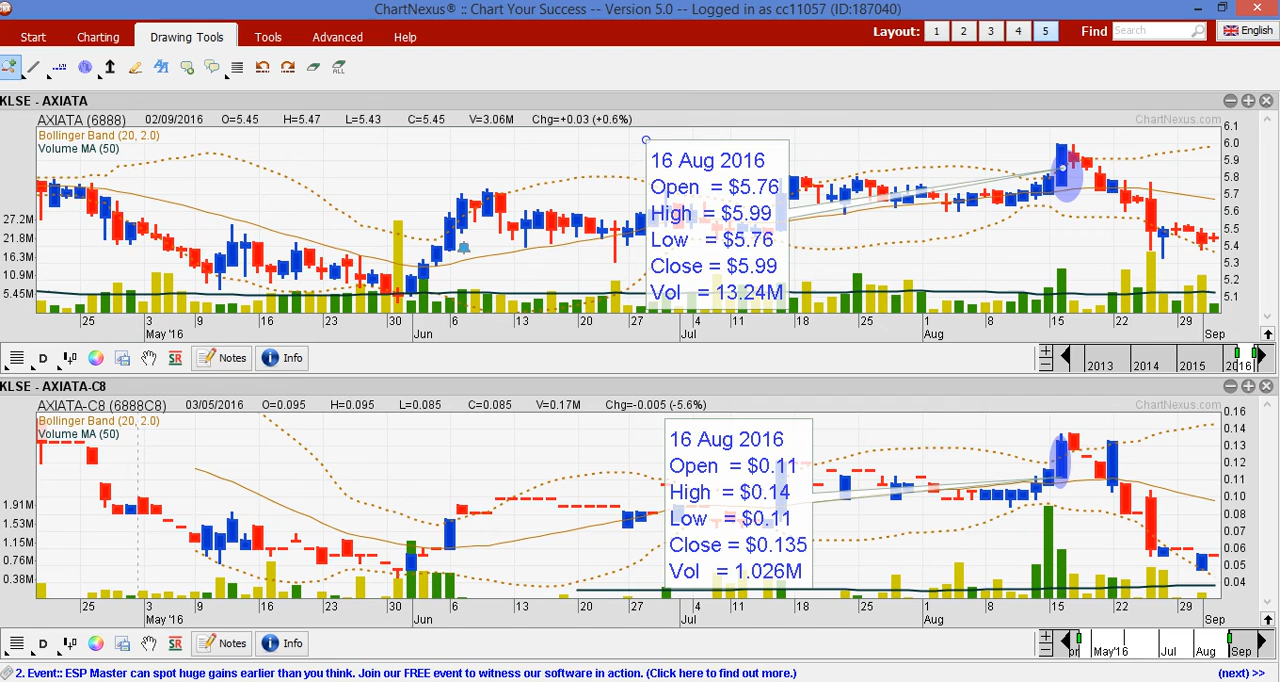 ChartNexus® :: Chart Your Success -- Version 5.0 -- Logged in as cc11057 (ID:187040)
Start Charting Drawing Tools Tools Advanced Help Layout: 1 2 3 4 5 Find Search English
ALL
KLSE - AXIATA
AXIATA (6888) 02/09/2016 O=5.45 H=5.47 L=5.43 C=5.45 V=3.06M Chg=+0.03 (+0.6%) ChartNexus.com
Bollinger Band (20, 2.0)
Volume MA (50)
16 Aug 2016
Open = $5.76
High = $5.99
Low = $5.76
Close = $5.99
Vol = 13.24M
27.2M
21.8M
16.3M
10.9M
5.45M
6.1
6.0
5.9
5.8
5.7
5.6
5.5
5.4
5.3
5.2
5.1
25 3 9 16 23 30 6 13 20 27 4 11 18 25 8 15 22 29
May'16 Jun Jul Aug Sep
D SR Notes Info 2013 2014 2015 2016
KLSE - AXIATA-C8
AXIATA-C8 (6888C8) 03/05/2016 O=0.095 H=0.095 L=0.085 C=0.085 V=0.17M Chg=-0.005 (-5.6%) ChartNexus.com
Bollinger Band (20, 2.0)
Volume MA (50)
16 Aug 2016
Open = $0.11
High = $0.14
Low = $0.11
Close = $0.135
Vol = 1.026M
1.91M
1.53M
1.15M
0.76M
0.38M
0.16
0.14
0.13
0.12
0.11
0.10
0.08
0.07
0.06
0.05
0.04
25 3 9 16 23 30 6 13 20 27 4 11 18 25 8 15 22 29
May'16 Jun Jul Aug Sep
D SR Notes Info May'16 Jul Aug Sep
2. Event:: ESP Master can spot huge gains earlier than you think. Join our FREE event to witness our software in action. (Click here to find out more.) (next) >>